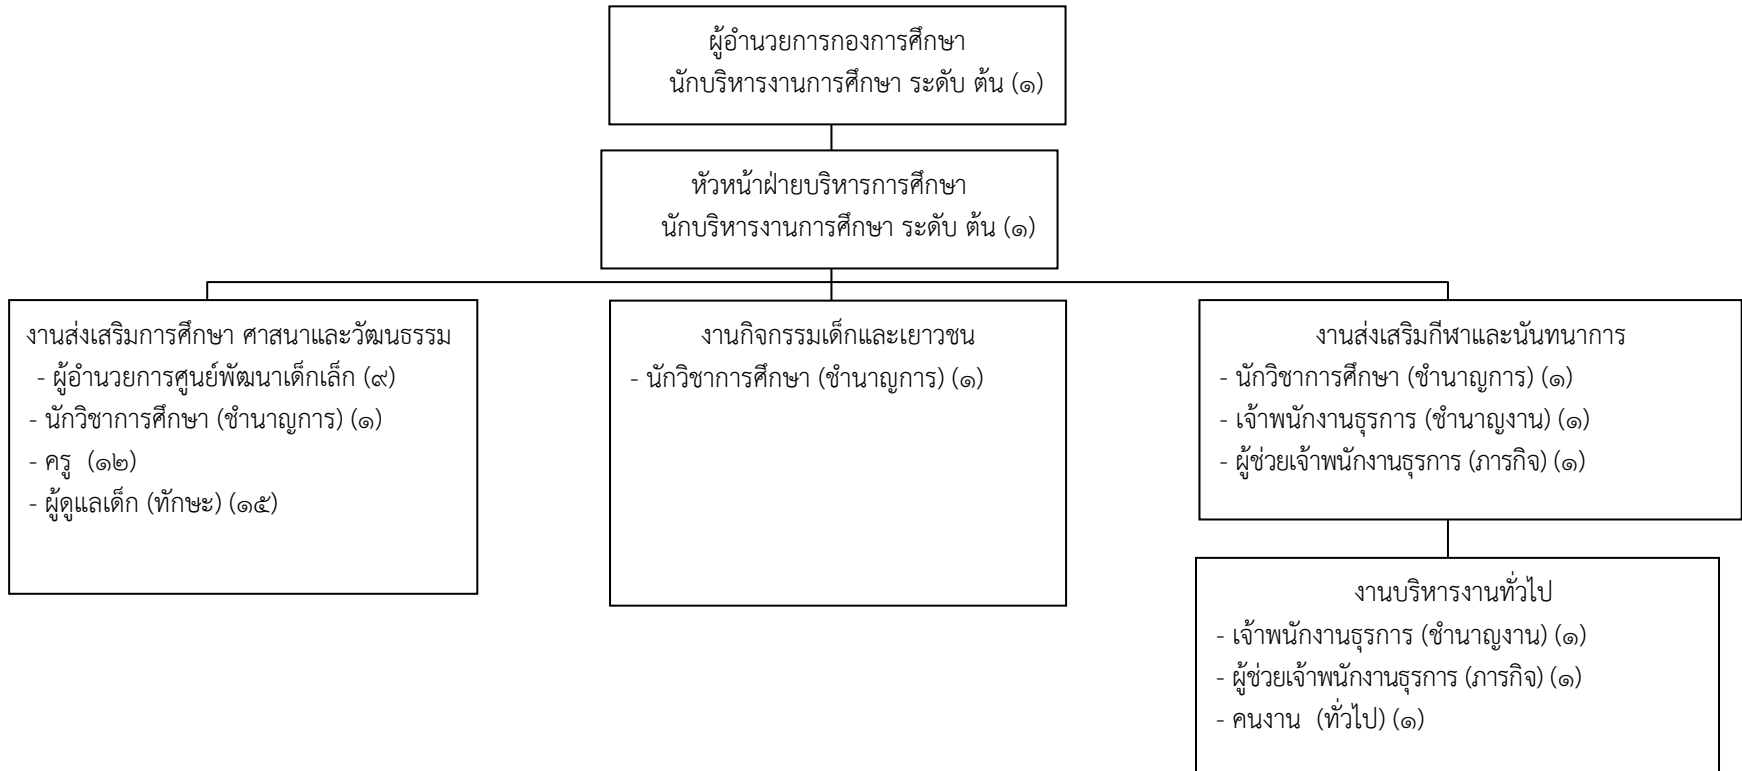 ผู้อำนวยการกองการศึกษา
นักบริหารงานการศึกษา ระดับ ต้น (๑)
หัวหน้าฝ่ายบริหารการศึกษา
นักบริหารงานการศึกษา ระดับ ต้น (๑)
งานส่งเสริมการศึกษา ศาสนาและวัฒนธรรม
- ผู้อำนวยการศูนย์พัฒนาเด็กเล็ก (๙)
- นักวิชาการศึกษา (ชำนาญการ) (๑)
- ครู (๑๒)
- ผู้ดูแลเด็ก (ทักษะ) (๑๕)
งานกิจกรรมเด็กและเยาวชน
- นักวิชาการศึกษา (ชำนาญการ) (๑)
งานส่งเสริมกีฬาและนันทนาการ
- นักวิชาการศึกษา (ชำนาญการ) (๑)
- เจ้าพนักงานธุรการ (ชำนาญงาน) (๑)
- ผู้ช่วยเจ้าพนักงานธุรการ (ภารกิจ) (๑)
งานบริหารงานทั่วไป
- เจ้าพนักงานธุรการ (ชำนาญงาน) (๑)
- ผู้ช่วยเจ้าพนักงานธุรการ (ภารกิจ) (๑)
- คนงาน (ทั่วไป) (๑)